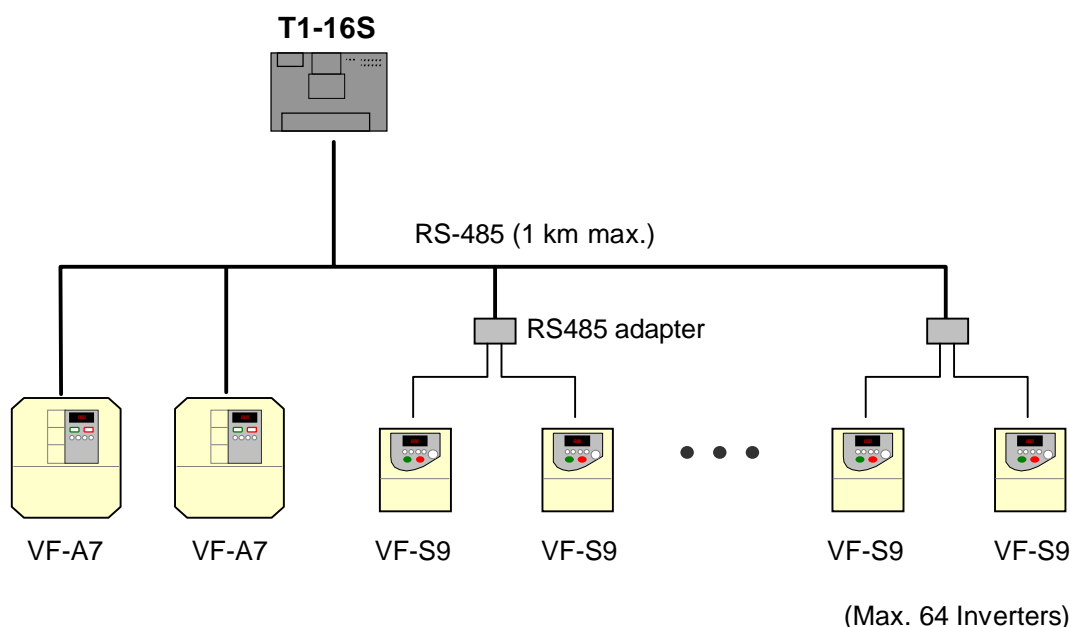 T1-16S
RS-485 (1 km max.)
RS485 adapter
VF-A7 VF-A7 VF-S9 VF-S9 VF-S9 VF-S9
(Max. 64 Inverters)